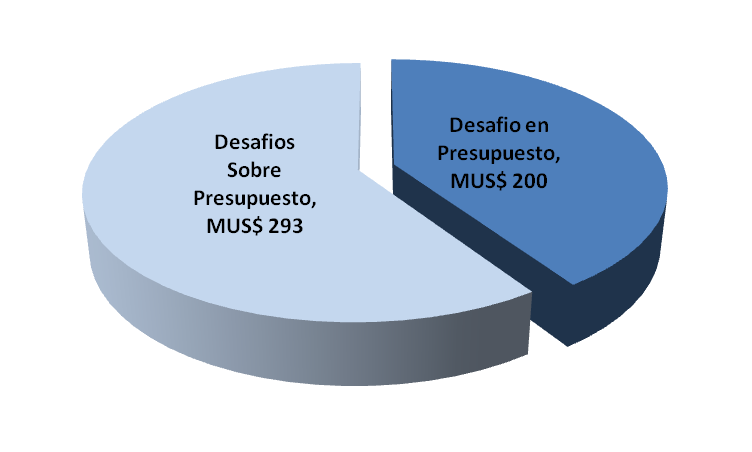 Desafios
Sobre
Presupuesto,
MUS$ 293
Desafio en
Presupuesto,
MUS$ 200